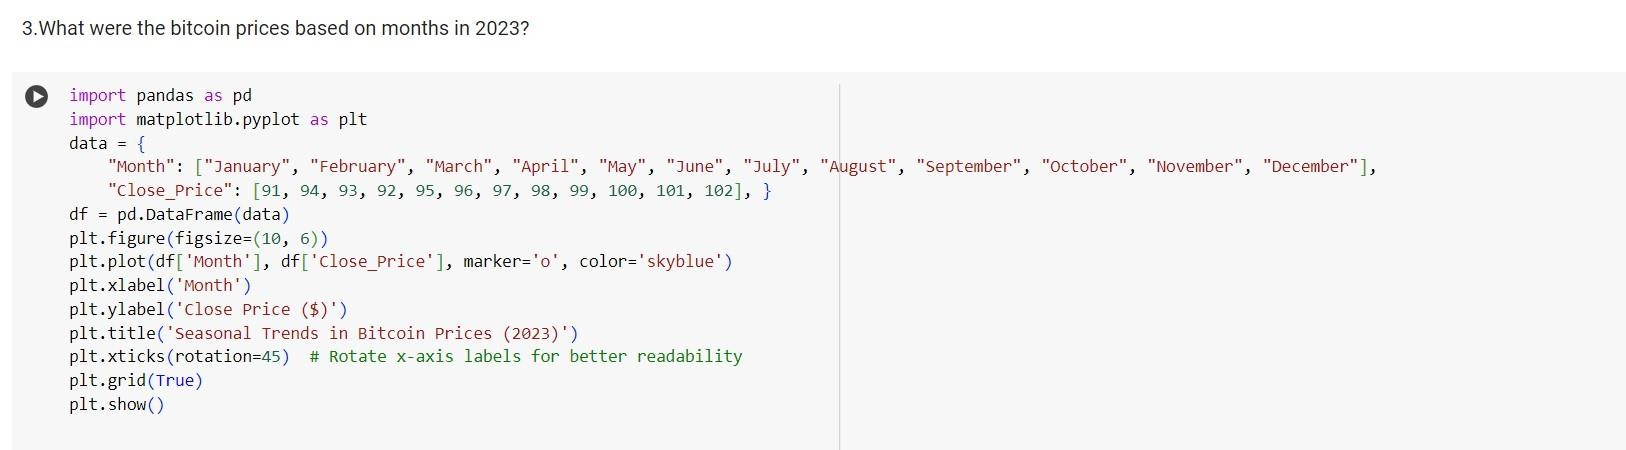 3.What were the bitcoin prices based on months in 2023?
import pandas as pd
import matplotlib.pyplot as plt
data = {
    "Month": ["January", "February", "March", "April", "May", "June", "July", "August", "September", "October", "November", "December"],
    "Close_Price": [91, 94, 93, 92, 95, 96, 97, 98, 99, 100, 101, 102], }
df = pd.DataFrame(data)
plt.figure(figsize=(10, 6))
plt.plot(df['Month'], df['Close_Price'], marker='o', color='skyblue')
plt.xlabel('Month')
plt.ylabel('Close Price ($)')
plt.title('Seasonal Trends in Bitcoin Prices (2023)')
plt.xticks(rotation=45)  # Rotate x-axis labels for better readability
plt.grid(True)
plt.show()